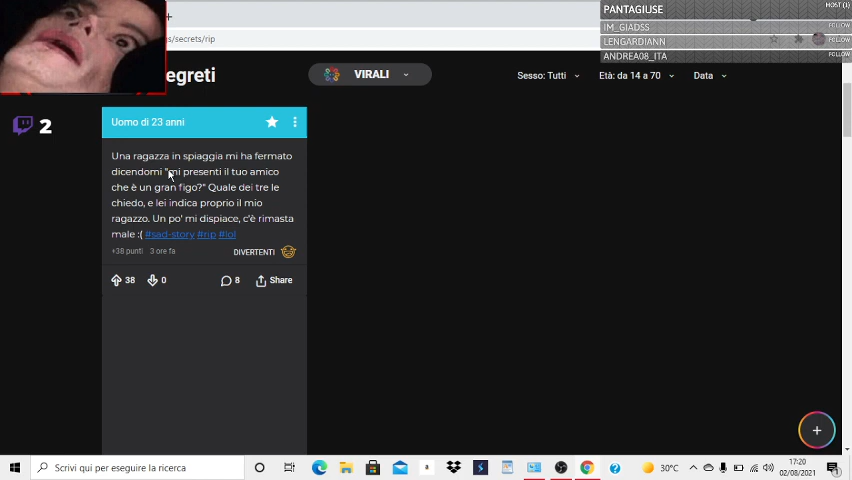 PANTAGIUSE
HOST (1)
IM_GIADSS
FOLLOW
LENGARDIANN
FOLLOW
ANDREA08_ITA
FOLLOW
s/secrets/rip
egreti
VIRALI
Sesso: Tutti
Età: da 14 a 70
Data
2
Uomo di 23 anni
Una ragazza in spiaggia mi ha fermato
dicendomi "mi presenti il tuo amico
che è un gran figo?" Quale dei tre le
chiedo, e lei indica proprio il mio
ragazzo. Un po' mi dispiace, c'è rimasta
male :( #sad-story #rip #lol
+38 punti 3 ore fa
DIVERTENTI
38 0 8 Share
+
Scrivi qui per eseguire la ricerca
a
30°C
17:20
02/08/2021